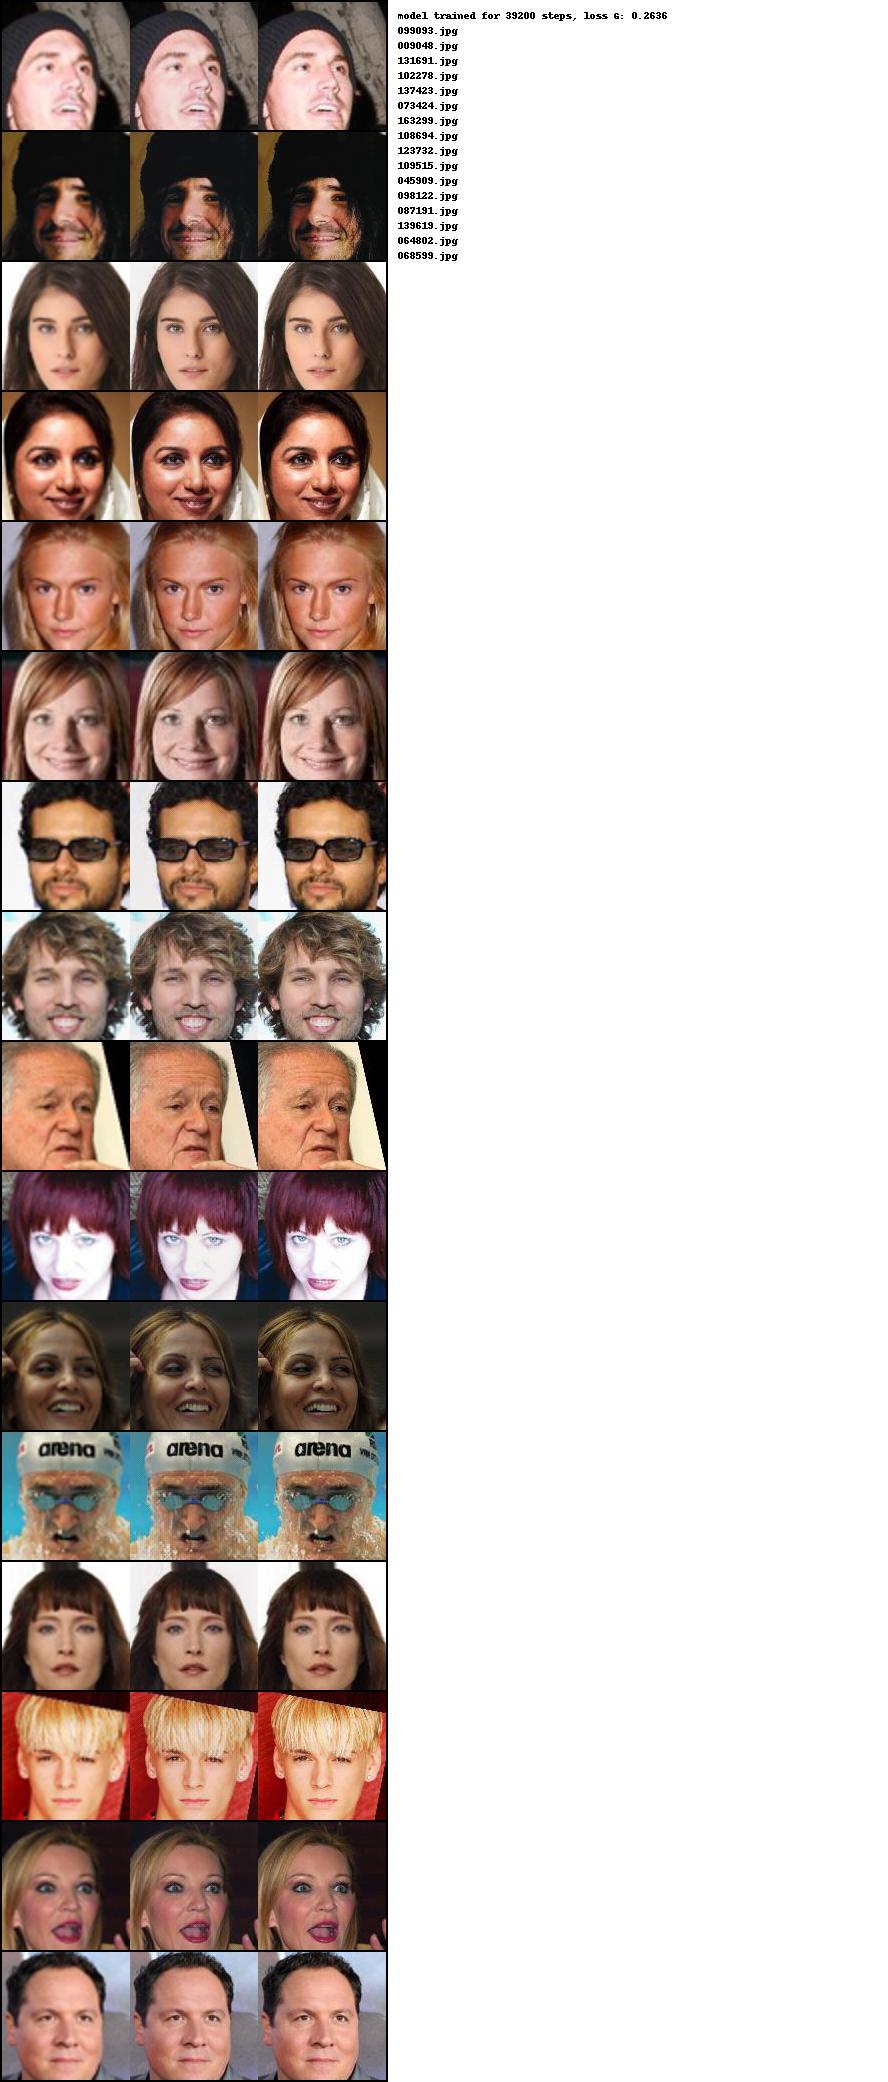 model trained for 39200 steps, loss G: 0.2636
099093.jpg
009048.jpg
131691.jpg
102278.jpg
137423.jpg
073424.jpg
163299.jpg
108694.jpg
123732.jpg
109515.jpg
045909.jpg
098122.jpg
087191.jpg
139619.jpg
064802.jpg
068599.jpg
arena arena arena